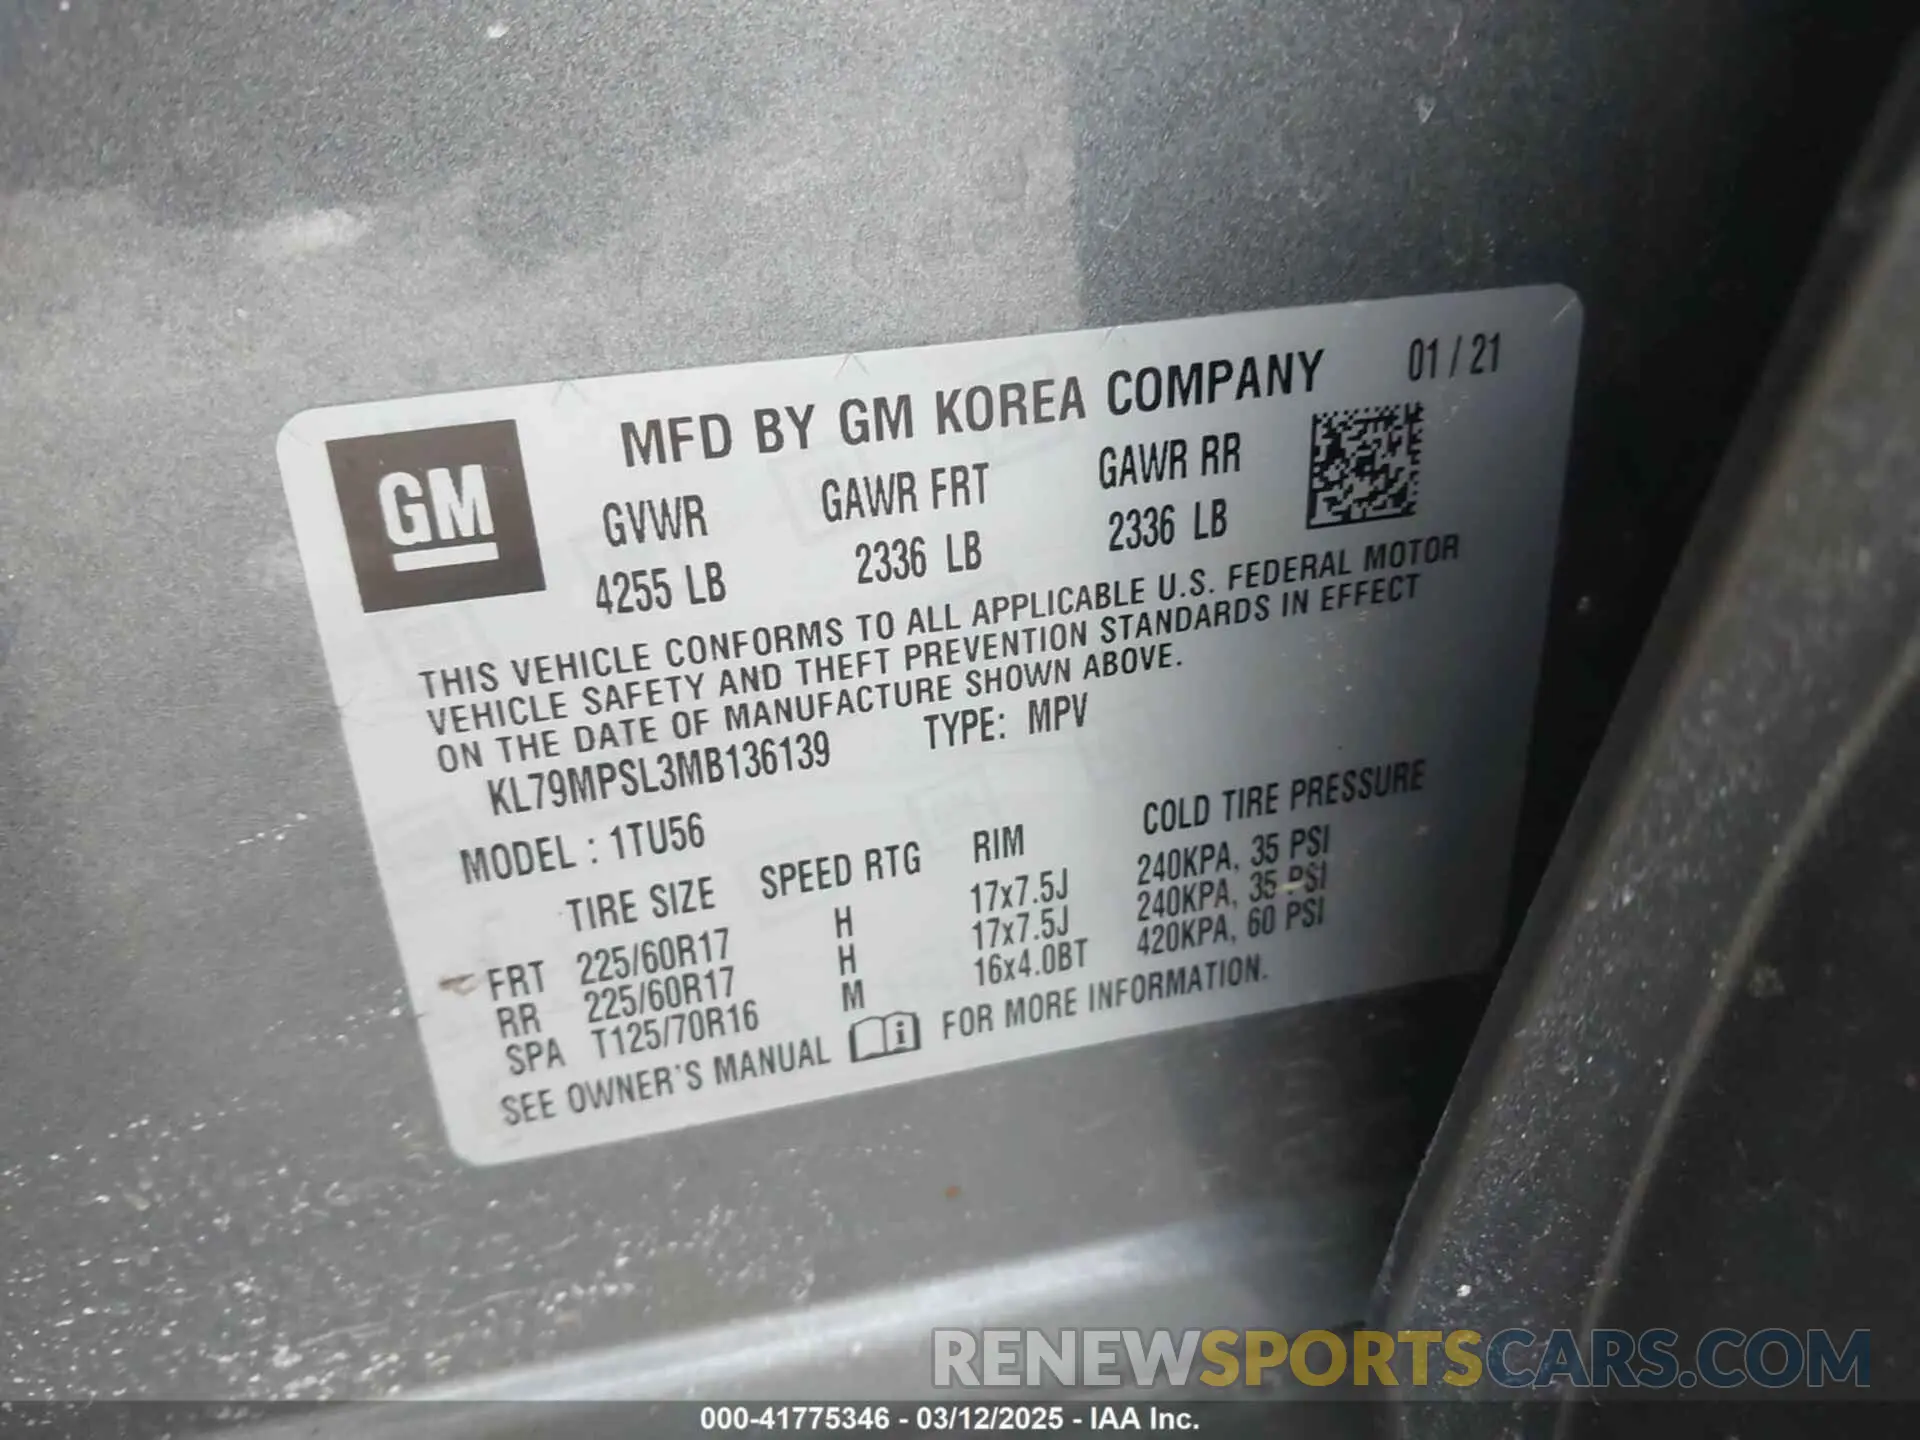 MFD BY GM KOREA COMPANY 01 / 21
GM
GVWR GAWR FRT GAWR RR
4255 LB 2336 LB 2336 LB
THIS VEHICLE CONFORMS TO ALL APPLICABLE U.S. FEDERAL MOTOR
VEHICLE SAFETY AND THEFT PREVENTION STANDARDS IN EFFECT
ON THE DATE OF MANUFACTURE SHOWN ABOVE.
KL79MPSL3MB136139 TYPE: MPV
MODEL : 1TU56
TIRE SIZE SPEED RTG RIM COLD TIRE PRESSURE
FRT 225/60R17 H 17x7.5J 240KPA, 35 PSI
RR 225/60R17 H 17x7.5J 240KPA, 35 PSI
SPA T125/70R16 M 16x4.0BT 420KPA, 60 PSI
SEE OWNER'S MANUAL i FOR MORE INFORMATION.
RENEWSPORTSCARS.COM
000-41775346 - 03/12/2025 - IAA Inc.